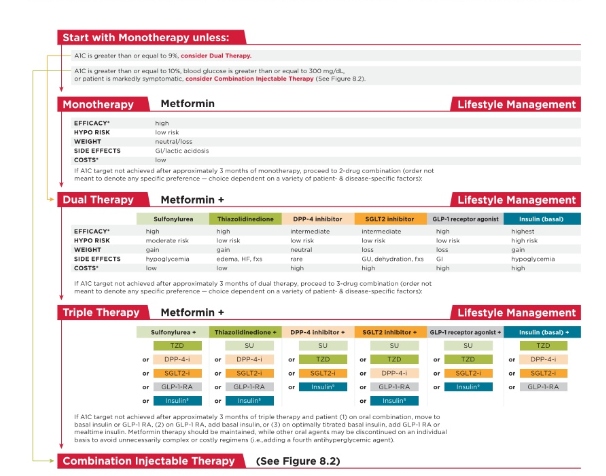 Start with Monotherapy unless:
A1C is greater than or equal to 9%, consider Dual Therapy.
A1C is greater than or equal to 10%, blood glucose is greater than or equal to 300 mg/dL,
or patient is markedly symptomatic, consider Combination Injectable Therapy (See Figure 8.2).
Monotherapy Metformin Lifestyle Management
EFFICACY* high
HYPO RISK low risk
WEIGHT neutral/loss
SIDE EFFECTS GI/lactic acidosis
COSTS* low
If A1C target not achieved after approximately 3 months of monotherapy, proceed to 2-drug combination (order not
meant to denote any specific preference — choice dependent on a variety of patient- & disease-specific factors):
Dual Therapy Metformin + Lifestyle Management
Sulfonylurea Thiazolidinedione DPP-4 inhibitor SGLT2 inhibitor GLP-1 receptor agonist Insulin (basal)
EFFICACY* high high intermediate intermediate high highest
HYPO RISK moderate risk low risk low risk low risk low risk high risk
WEIGHT gain gain neutral loss loss gain
SIDE EFFECTS hypoglycemia edema, HF, fxs rare GU, dehydration, fxs GI hypoglycemia
COSTS* low low high high high high
If A1C target not achieved after approximately 3 months of dual therapy, proceed to 3-drug combination (order not
meant to denote any specific preference — choice dependent on a variety of patient- & disease-specific factors):
Triple Therapy Metformin + Lifestyle Management
Sulfonylurea + Thiazolidinedione + DPP-4 inhibitor + SGLT2 inhibitor + GLP-1 receptor agonist + Insulin (basal) +
TZD SU SU SU SU TZD
or DPP-4-i or DPP-4-i or TZD or TZD or TZD or DPP-4-i
or SGLT2-i or SGLT2-i or SGLT2-i or DPP-4-i or SGLT2-i or SGLT2-i
or GLP-1-RA or GLP-1-RA or Insulin§ or GLP-1-RA or Insulin§ or GLP-1-RA
or Insulin§ or Insulin§ or Insulin§
If A1C target not achieved after approximately 3 months of triple therapy and patient (1) on oral combination, move to
basal insulin or GLP-1 RA, (2) on GLP-1 RA, add basal insulin, or (3) on optimally titrated basal insulin, add GLP-1 RA or
mealtime insulin. Metformin therapy should be maintained, while other oral agents may be discontinued on an individual
basis to avoid unnecessarily complex or costly regimens (i.e.,adding a fourth antihyperglycemic agent).
Combination Injectable Therapy (See Figure 8.2)